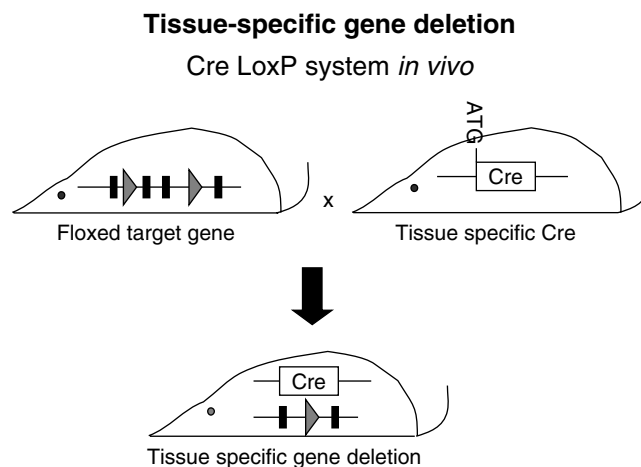 Tissue-specific gene deletion
Cre LoxP system in vivo
ATG
Cre
Floxed target gene
x
Tissue specific Cre
Cre
Tissue specific gene deletion